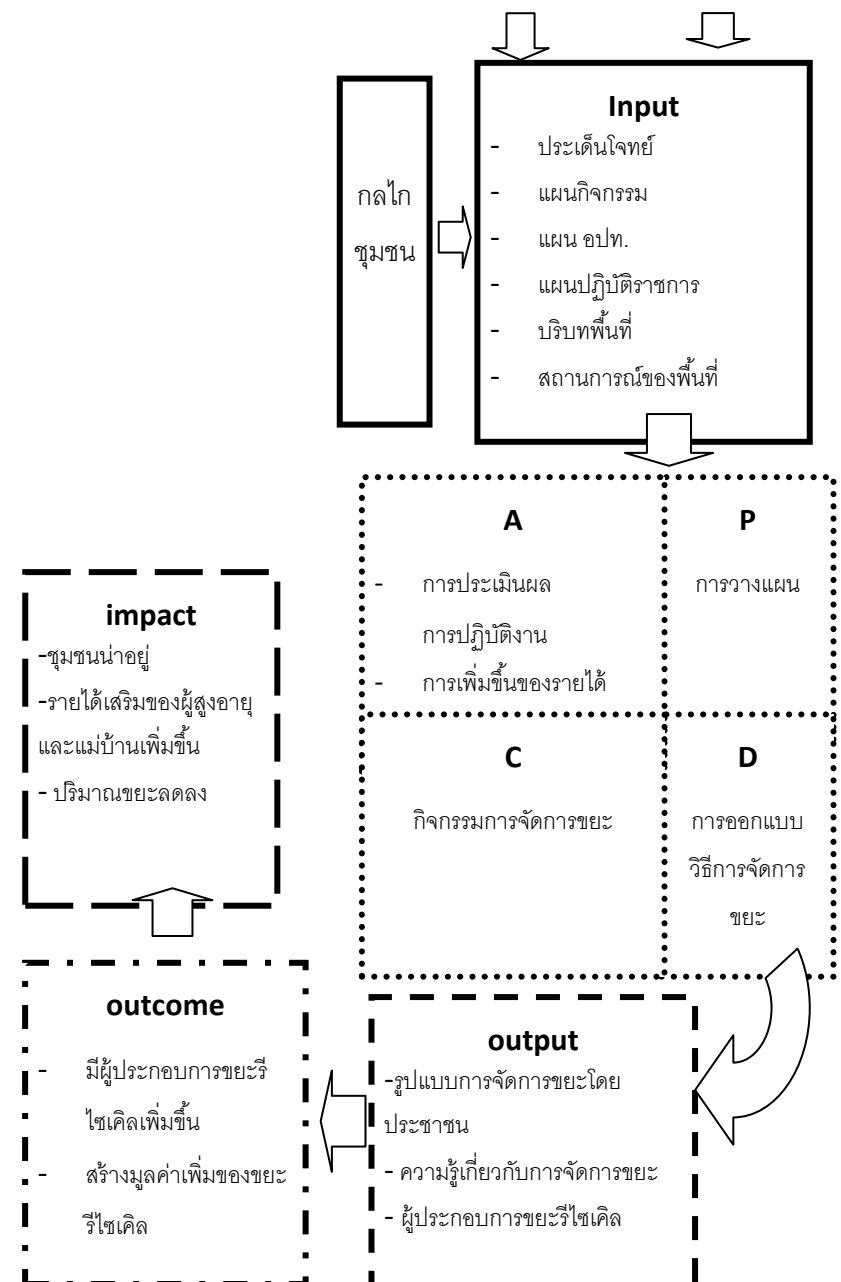 กลไก
ชุมชน
Input
- ประเด็นโจทย์
- แผนกิจกรรม
- แผน อปท.
- แผนปฏิบัติราชการ
- บริบทพื้นที่
- สถานการณ์ของพื้นที่
A
- การประเมินผล
การปฏิบัติงาน
- การเพิ่มขึ้นของรายได้
P
การวางแผน
C
กิจกรรมการจัดการขยะ
D
การออกแบบ
วิธีการจัดการ
ขยะ
output
-รูปแบบการจัดการขยะโดย
ประชาชน
- ความรู้เกี่ยวกับการจัดการขยะ
- ผู้ประกอบการขยะรีไซเคิล
outcome
- มีผู้ประกอบการขยะรี
ไซเคิลเพิ่มขึ้น
- สร้างมูลค่าเพิ่มของขยะ
รีไซเคิล
impact
-ชุมชนน่าอยู่
-รายได้เสริมของผู้สูงอายุ
และแม่บ้านเพิ่มขึ้น
- ปริมาณขยะลดลง